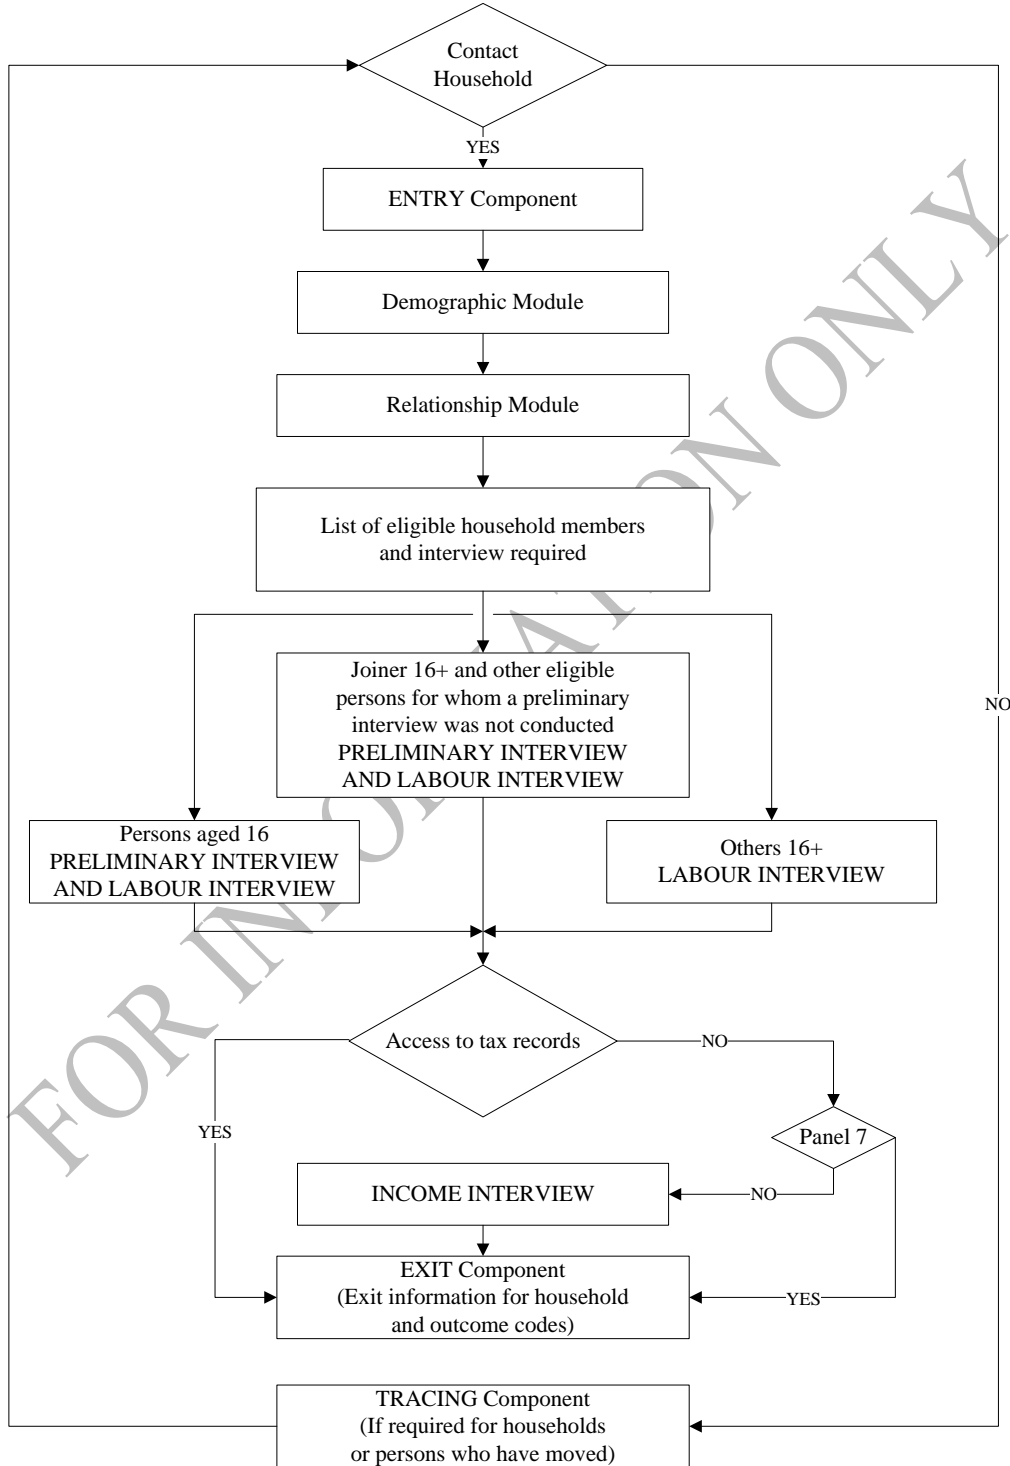 Contact
Household
YES
ENTRY Component
Demographic Module
Relationship Module
List of eligible household members
and interview required
Joiner 16+ and other eligible
persons for whom a preliminary
interview was not conducted
PRELIMINARY INTERVIEW
AND LABOUR INTERVIEW
NO
Persons aged 16
PRELIMINARY INTERVIEW
AND LABOUR INTERVIEW
Others 16+
LABOUR INTERVIEW
Access to tax records
NO
YES
Panel 7
INCOME INTERVIEW
NO
EXIT Component
(Exit information for household
and outcome codes)
YES
TRACING Component
(If required for households
or persons who have moved)
FOR INFORMATION ONLY